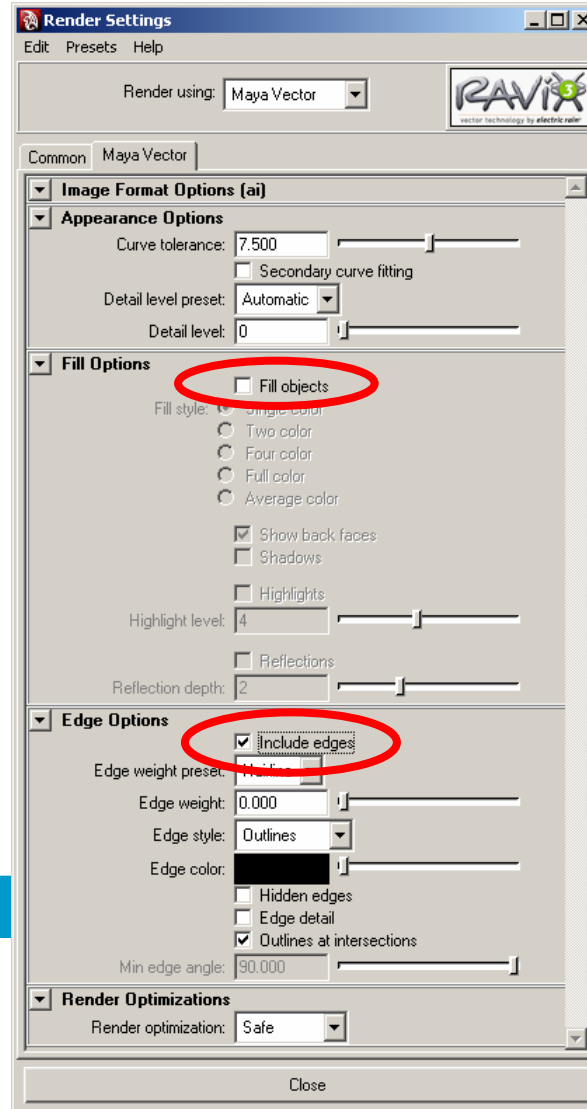 Render Settings
Edit Presets Help
Render using: Maya Vector
RAVIX 3
vector technology by electric rain
Common Maya Vector
Image Format Options (ai)
Appearance Options
Curve tolerance: 7.500
Secondary curve fitting
Detail level preset: Automatic
Detail level: 0
Fill Options
Fill objects
Fill style: Single color
Two color
Four color
Full color
Average color
Show back faces
Shadows
Highlights
Highlight level: 4
Reflections
Reflection depth: 2
Edge Options
Include edges
Edge weight preset: Hairline
Edge weight: 0.000
Edge style: Outlines
Edge color:
Hidden edges
Edge detail
Outlines at intersections
Min edge angle: 90.000
Render Optimizations
Render optimization: Safe
Close